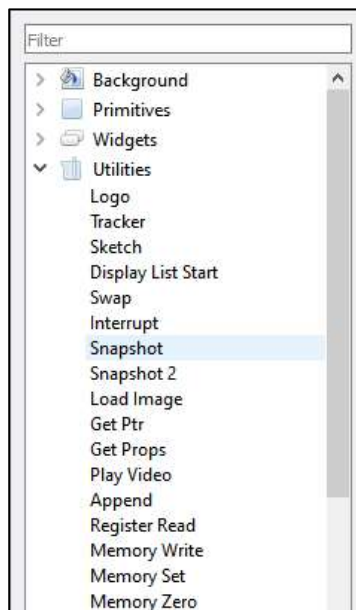 Filter
Background
Primitives
Widgets
Utilities
Logo
Tracker
Sketch
Display List Start
Swap
Interrupt
Snapshot
Snapshot 2
Load Image
Get Ptr
Get Props
Play Video
Append
Register Read
Memory Write
Memory Set
Memory Zero